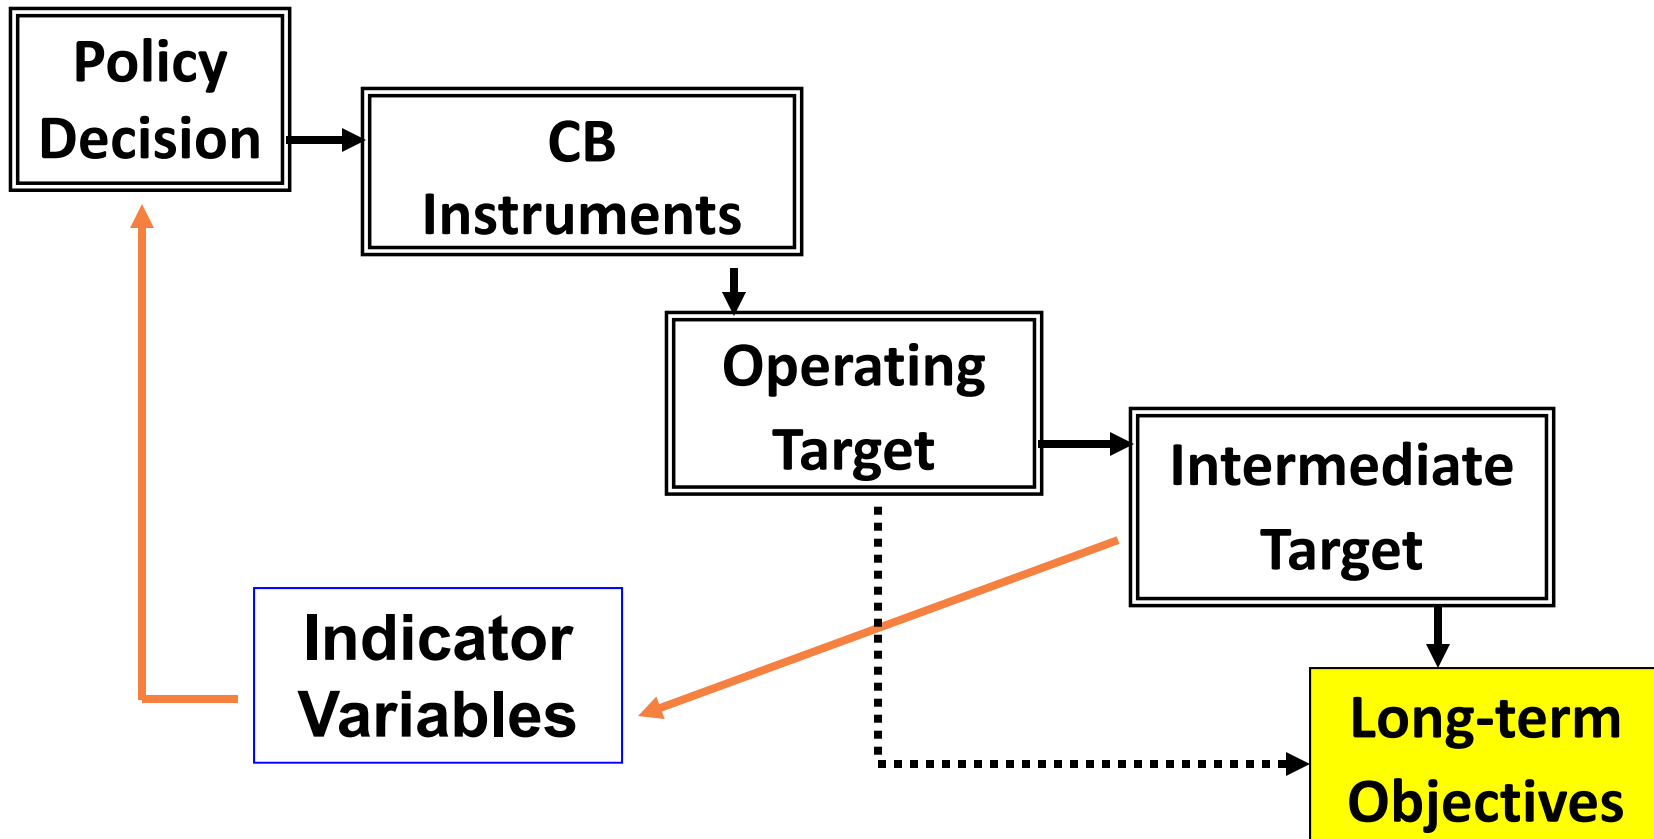 Policy
Decision
CB
Instruments
Operating
Target
Intermediate
Target
Indicator
Variables
Long-term
Objectives